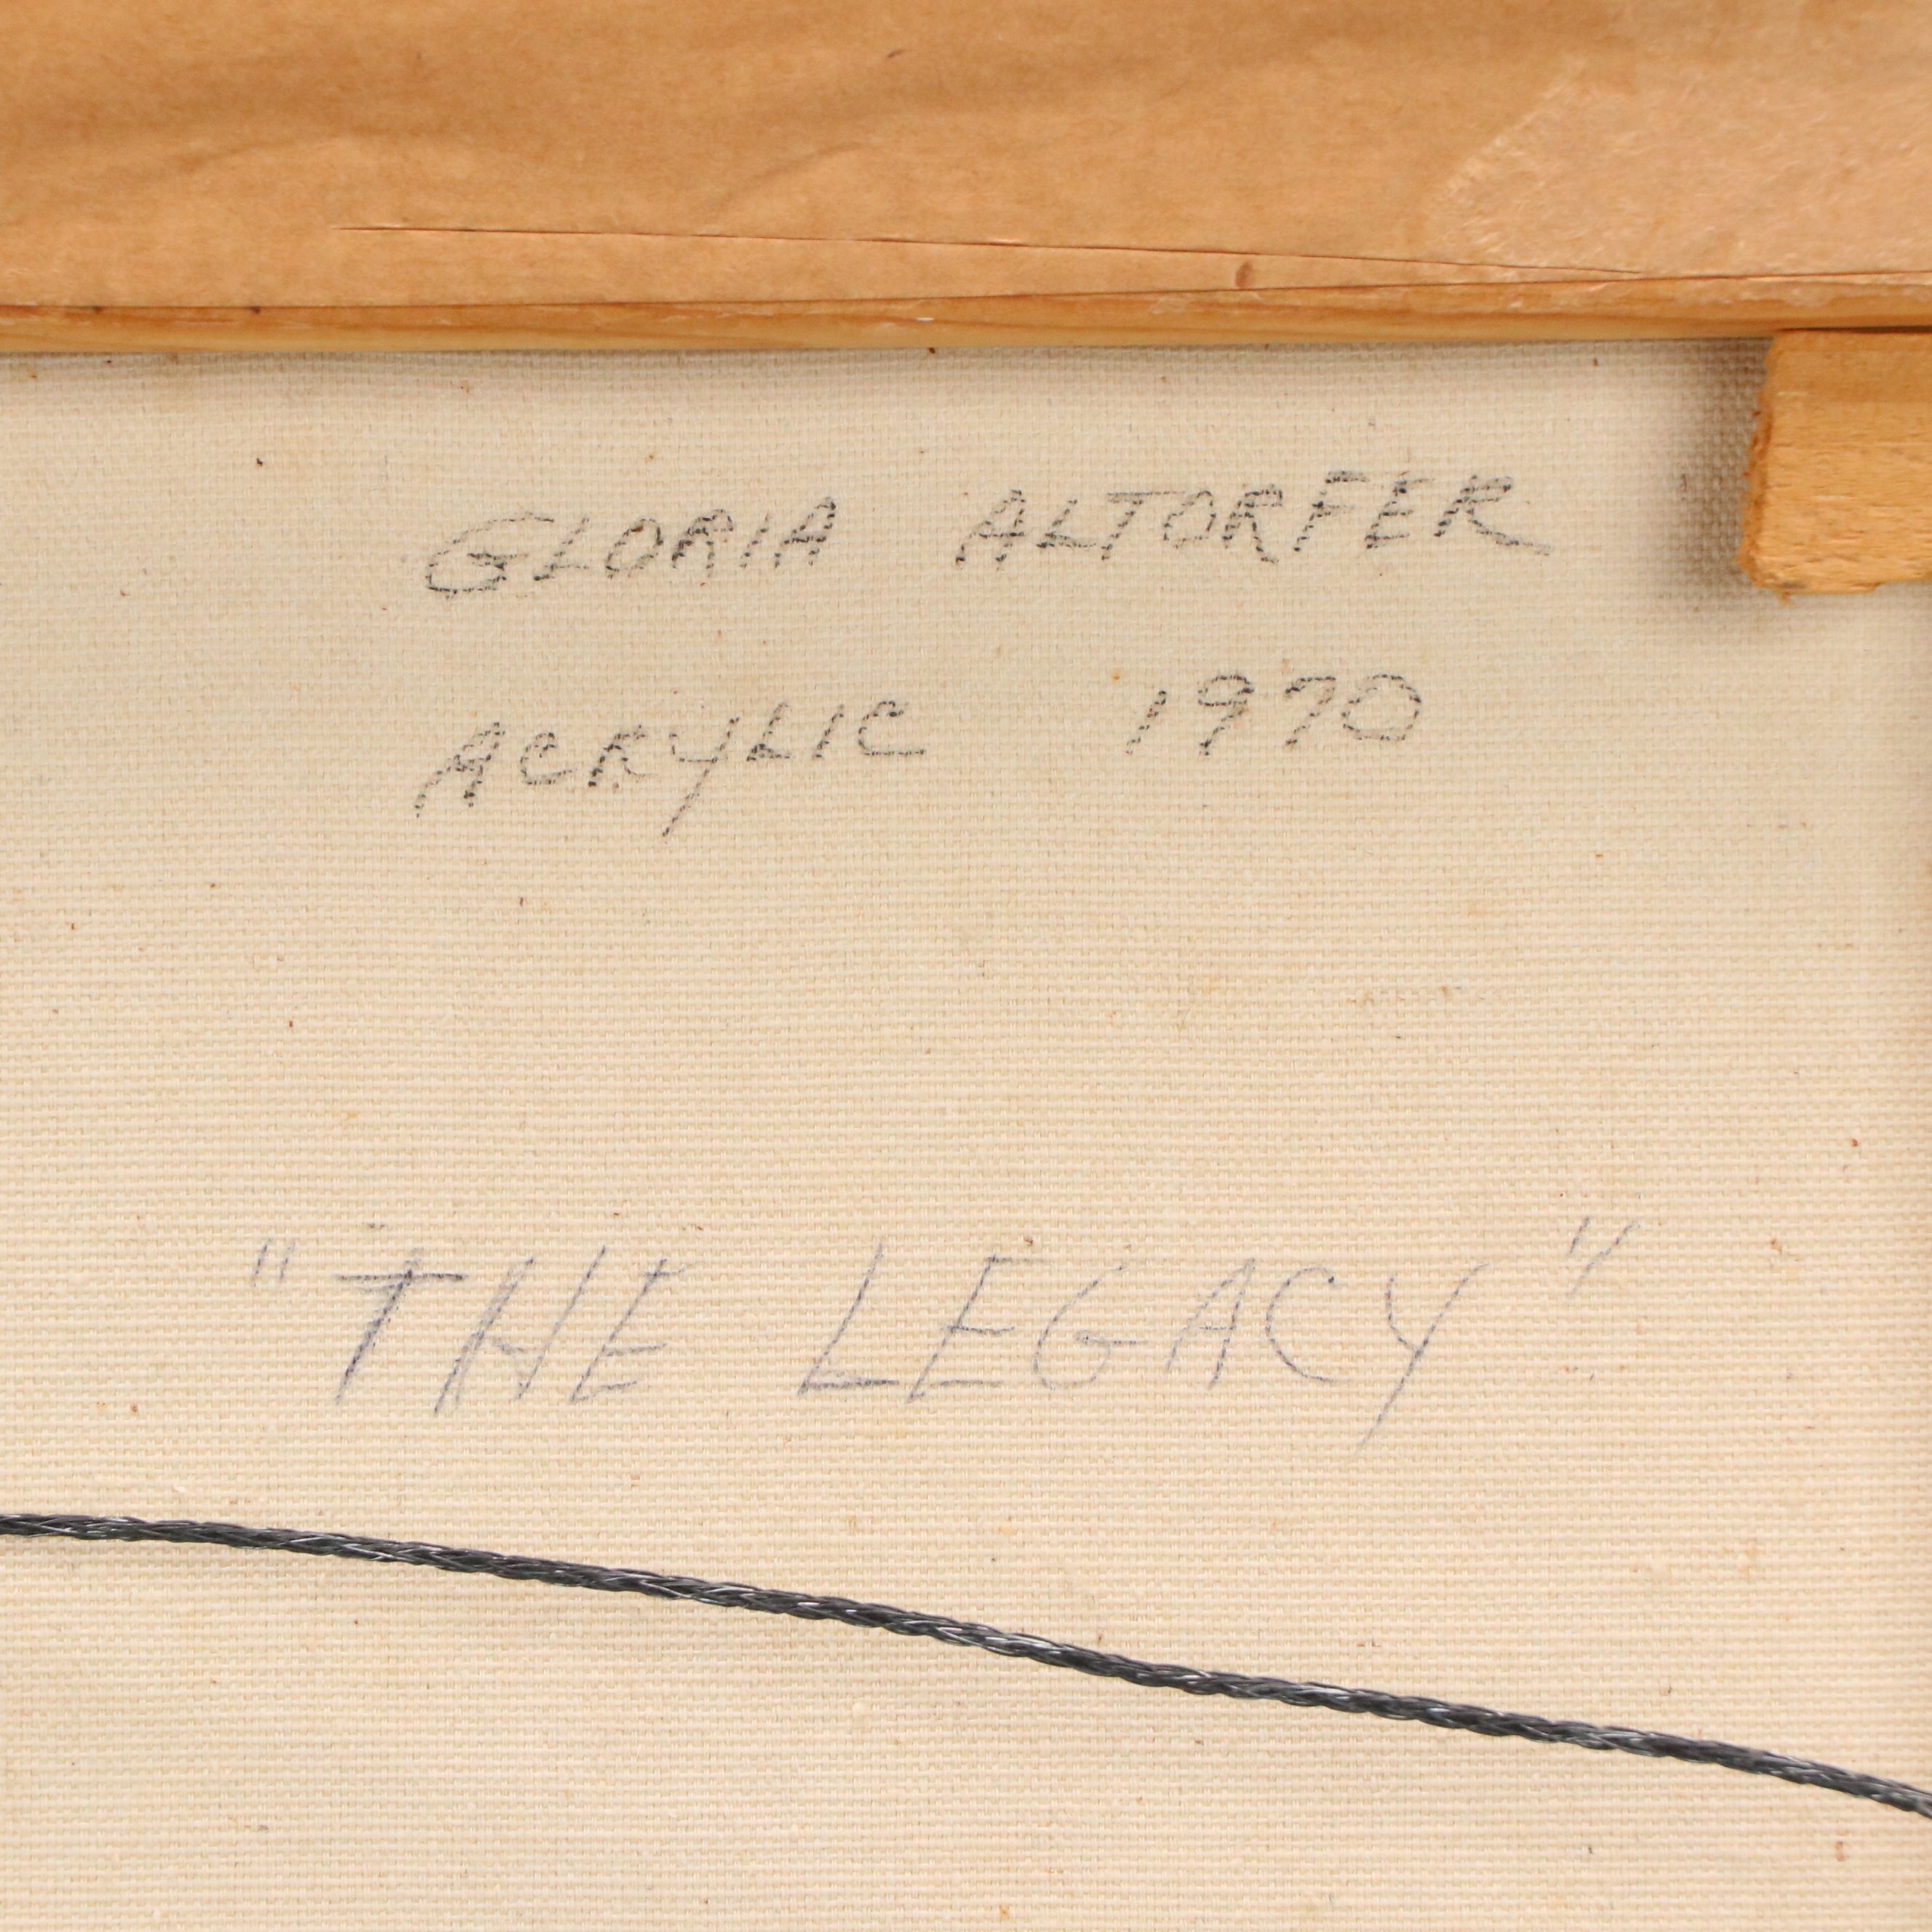 GLORIA ALTORFER
ACRYLIC 1970
"THE LEGACY"